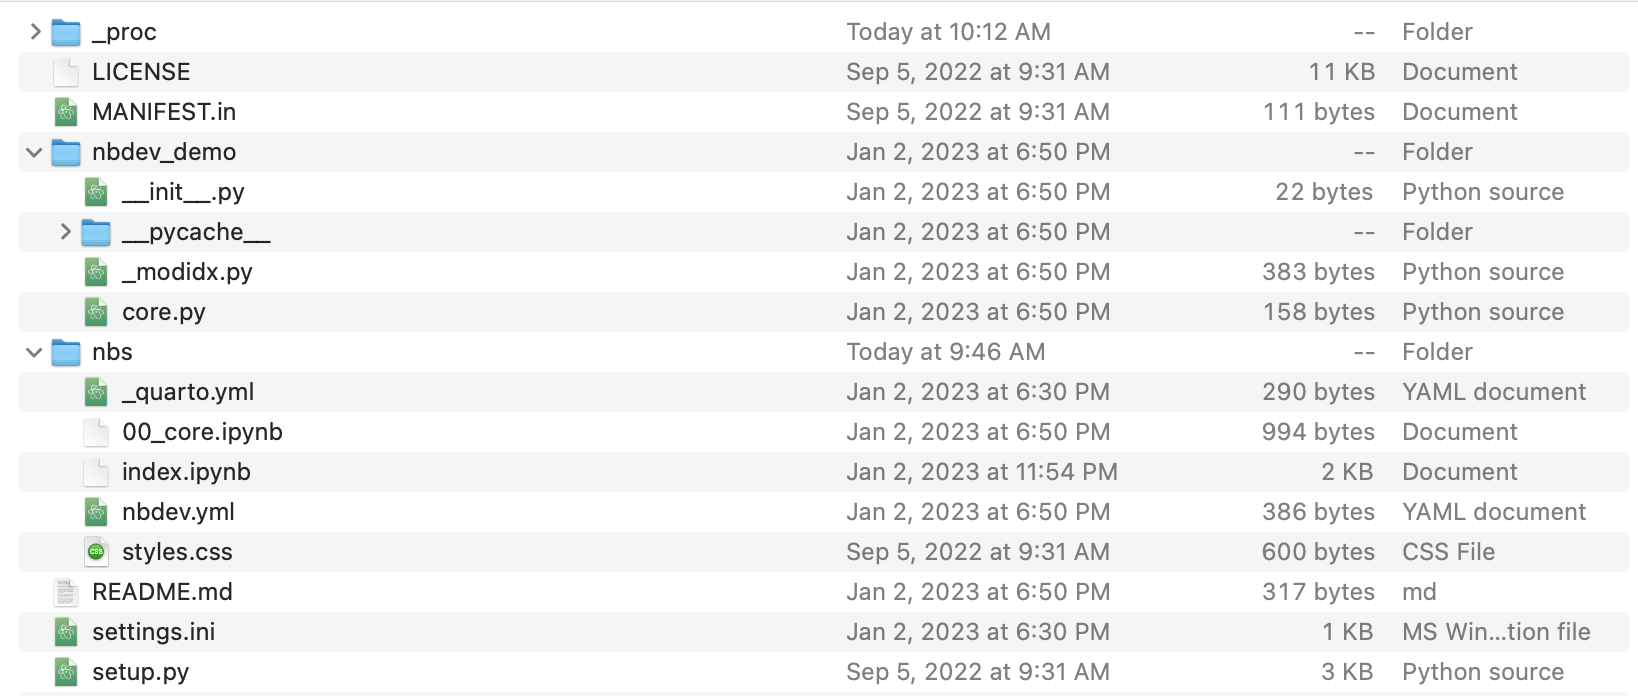 _proc Today at 10:12 AM -- Folder
LICENSE Sep 5, 2022 at 9:31 AM 11 KB Document
MANIFEST.in Sep 5, 2022 at 9:31 AM 111 bytes Document
nbdev_demo Jan 2, 2023 at 6:50 PM -- Folder
__init__.py Jan 2, 2023 at 6:50 PM 22 bytes Python source
__pycache__ Jan 2, 2023 at 6:50 PM -- Folder
_modidx.py Jan 2, 2023 at 6:50 PM 383 bytes Python source
core.py Jan 2, 2023 at 6:50 PM 158 bytes Python source
nbs Today at 9:46 AM -- Folder
_quarto.yml Jan 2, 2023 at 6:30 PM 290 bytes YAML document
00_core.ipynb Jan 2, 2023 at 6:50 PM 994 bytes Document
index.ipynb Jan 2, 2023 at 11:54 PM 2 KB Document
nbdev.yml Jan 2, 2023 at 6:50 PM 386 bytes YAML document
CSS styles.css Sep 5, 2022 at 9:31 AM 600 bytes CSS File
README.md Jan 2, 2023 at 6:50 PM 317 bytes md
settings.ini Jan 2, 2023 at 6:30 PM 1 KB MS Win...tion file
setup.py Sep 5, 2022 at 9:31 AM 3 KB Python source